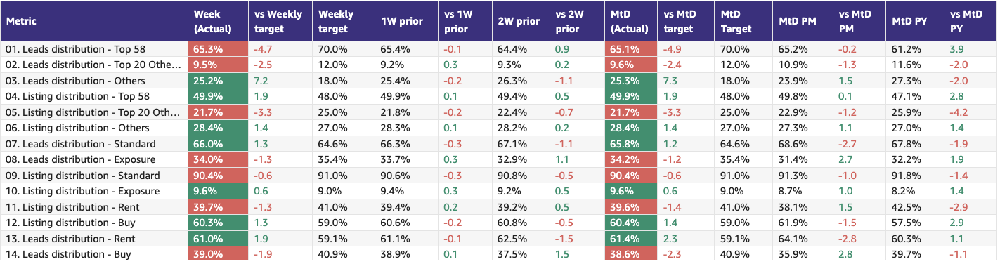 Metric Week (Actual) vs Weekly target Weekly target 1W prior vs 1W prior 2W prior vs 2W prior MtD (Actual) vs MtD target MtD Target MtD PM vs MtD PM MtD PY vs MtD PY
01. Leads distribution - Top 58 65.3% -4.7 70.0% 65.4% -0.1 64.4% 0.9 65.1% -4.9 70.0% 65.2% -0.2 61.2% 3.9
02. Leads distribution - Top 20 Othe... 9.5% -2.5 12.0% 9.2% 0.3 9.3% 0.2 9.6% -2.4 12.0% 10.9% -1.3 11.6% -2.0
03. Leads distribution - Others 25.2% 7.2 18.0% 25.4% -0.2 26.3% -1.1 25.3% 7.3 18.0% 23.9% 1.5 27.3% -2.0
04. Listing distribution - Top 58 49.9% 1.9 48.0% 49.9% 0.1 49.4% 0.5 49.9% 1.9 48.0% 49.8% 0.1 47.1% 2.8
05. Listing distribution - Top 20 Oth... 21.7% -3.3 25.0% 21.8% -0.2 22.4% -0.7 21.7% -3.3 25.0% 22.9% -1.2 25.9% -4.2
06. Listing distribution - Others 28.4% 1.4 27.0% 28.3% 0.1 28.2% 0.2 28.4% 1.4 27.0% 27.3% 1.1 27.0% 1.4
07. Leads distribution - Standard 66.0% 1.3 64.6% 66.3% -0.3 67.1% -1.1 65.8% 1.2 64.6% 68.6% -2.7 67.8% -1.9
08. Leads distribution - Exposure 34.0% -1.3 35.4% 33.7% 0.3 32.9% 1.1 34.2% -1.2 35.4% 31.4% 2.7 32.2% 1.9
09. Listing distribution - Standard 90.4% -0.6 91.0% 90.6% -0.3 90.8% -0.5 90.4% -0.6 91.0% 91.3% -1.0 91.8% -1.4
10. Listing distribution - Exposure 9.6% 0.6 9.0% 9.4% 0.3 9.2% 0.5 9.6% 0.6 9.0% 8.7% 1.0 8.2% 1.4
11. Listing distribution - Rent 39.7% -1.3 41.0% 39.4% 0.2 39.2% 0.5 39.6% -1.4 41.0% 38.1% 1.5 42.5% -2.9
12. Listing distribution - Buy 60.3% 1.3 59.0% 60.6% -0.2 60.8% -0.5 60.4% 1.4 59.0% 61.9% -1.5 57.5% 2.9
13. Leads distribution - Rent 61.0% 1.9 59.1% 61.1% -0.1 62.5% -1.5 61.4% 2.3 59.1% 64.1% -2.8 60.3% 1.1
14. Leads distribution - Buy 39.0% -1.9 40.9% 38.9% 0.1 37.5% 1.5 38.6% -2.3 40.9% 35.9% 2.8 39.7% -1.1